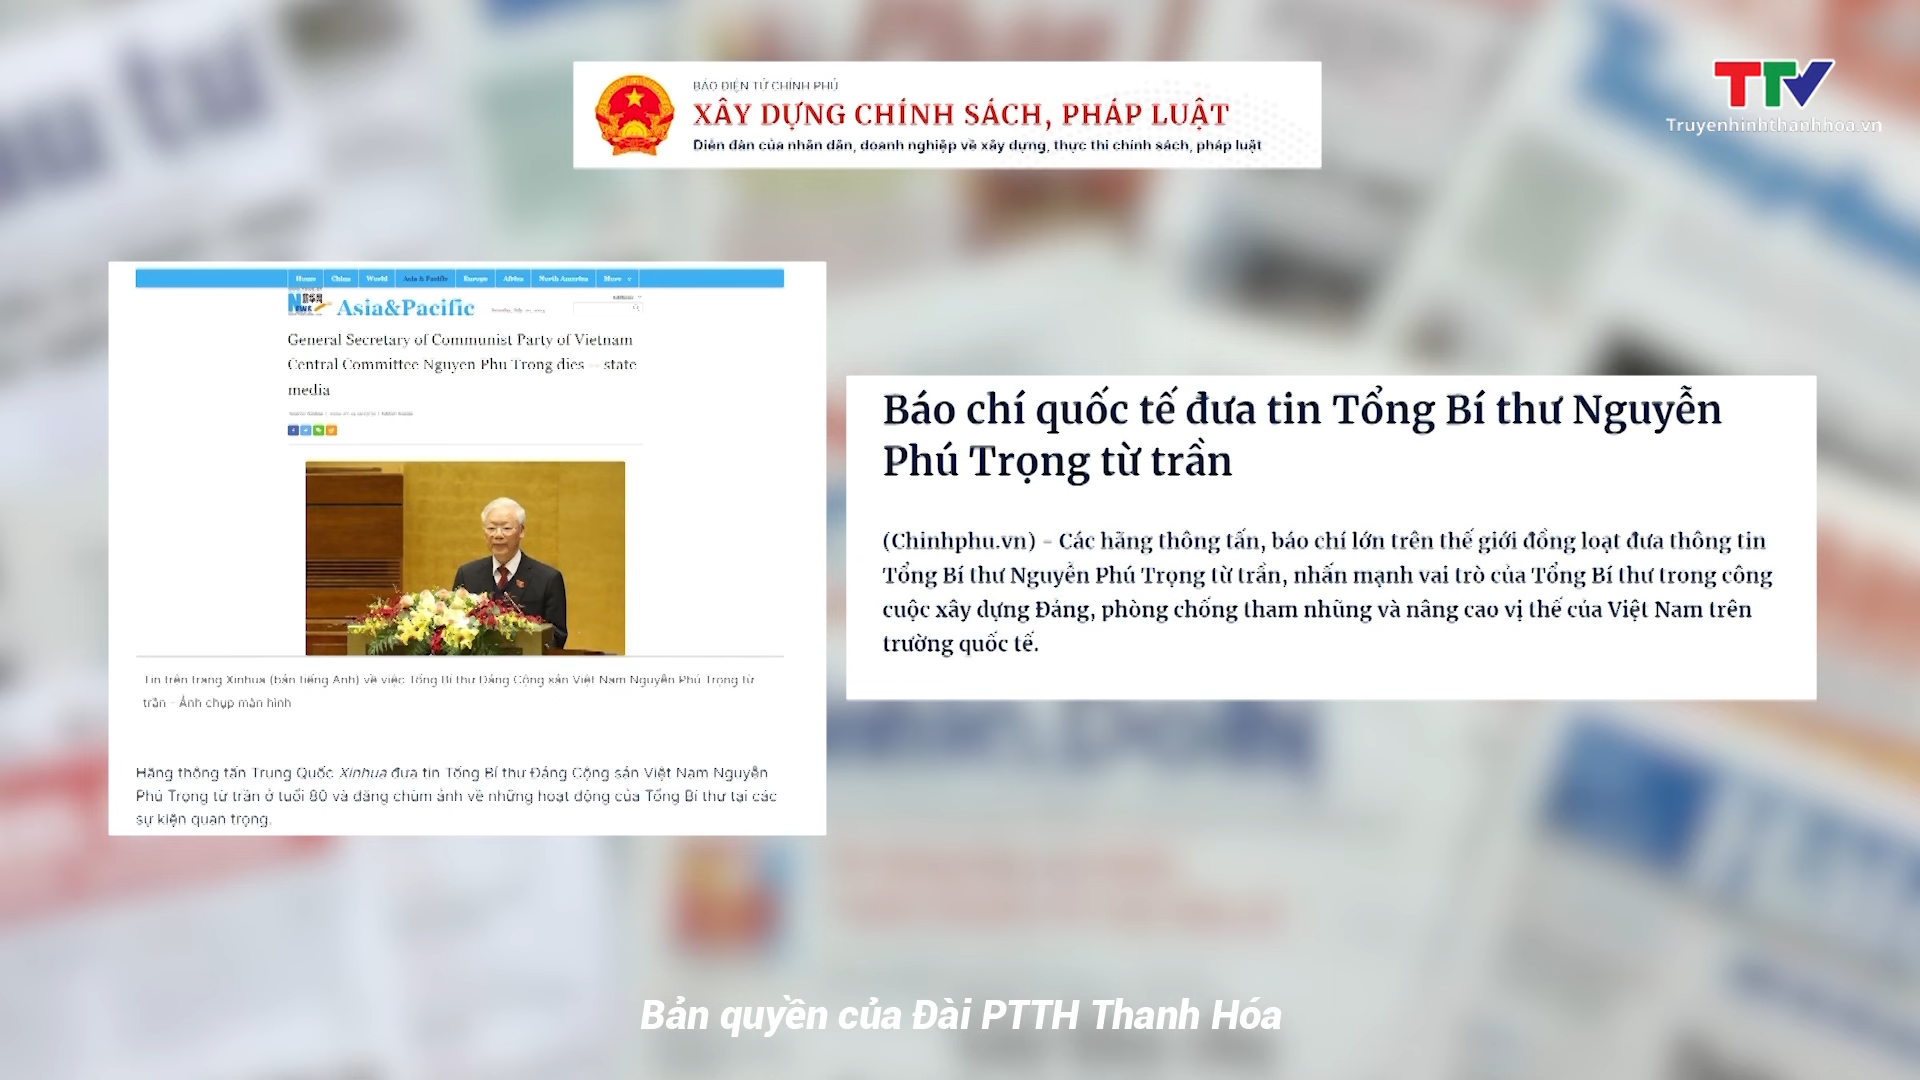 BÁO ĐIỆN TỬ CHÍNH PHỦ
XÂY DỰNG CHÍNH SÁCH, PHÁP LUẬT
Diễn đàn của nhân dân, doanh nghiệp về xây dựng, thực thi chính sách, pháp luật
TTV
Truyenhinhthanhhoa.vn
Home China World Asia & Pacific Europe Africa North America More
新华网
NEWS
Asia&Pacific
General Secretary of Communist Party of Vietnam
Central Committee Nguyen Phu Trong dies -- state
media
Tin trên trang Xinhua (bản tiếng Anh) về việc Tổng Bí thư Đảng Cộng sản Việt Nam Nguyễn Phú Trọng từ
trần - Ảnh chụp màn hình
Hãng thông tấn Trung Quốc Xinhua đưa tin Tổng Bí thư Đảng Cộng sản Việt Nam Nguyễn
Phú Trọng từ trần ở tuổi 80 và đăng chùm ảnh về những hoạt động của Tổng Bí thư tại các
sự kiện quan trọng.
Báo chí quốc tế đưa tin Tổng Bí thư Nguyễn
Phú Trọng từ trần
(Chinhphu.vn) - Các hãng thông tấn, báo chí lớn trên thế giới đồng loạt đưa thông tin
Tổng Bí thư Nguyễn Phú Trọng từ trần, nhấn mạnh vai trò của Tổng Bí thư trong công
cuộc xây dựng Đảng, phòng chống tham nhũng và nâng cao vị thế của Việt Nam trên
trường quốc tế.
Bản quyền của Đài PTTH Thanh Hóa